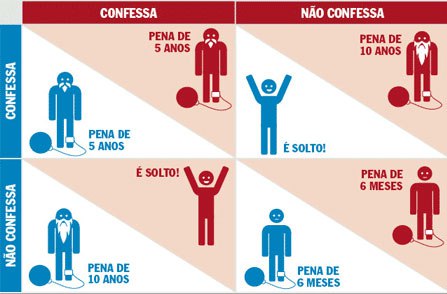 CONFESSA
NÃO CONFESSA
CONFESSA
PENA DE
5 ANOS
PENA DE
5 ANOS
PENA DE
10 ANOS
É SOLTO!
NÃO CONFESSA
É SOLTO!
PENA DE
10 ANOS
PENA DE
6 MESES
PENA DE
6 MESES